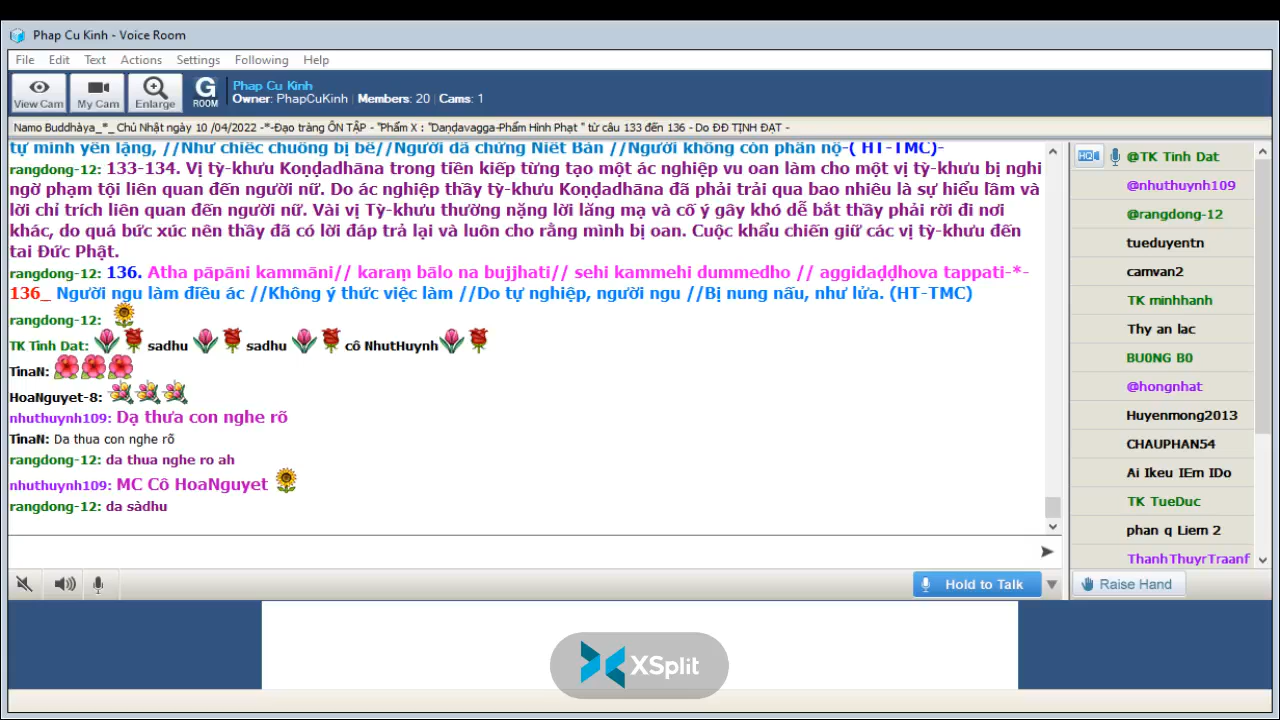 Phap Cu Kinh - Voice Room
File Edit Text Actions Settings Following Help
View Cam My Cam Enlarge G ROOM
Phap Cu Kinh
Owner: PhapCuKinh | Members: 20 | Cams: 1
Namo Buddhàya_*_ Chủ Nhật ngày 10 /04/2022 -*-Đạo tràng ÔN TẬP - "Phẩm X : "Daṇḍavagga-Phẩm Hình Phạt " từ câu 133 đến 136 - Do ĐĐ TỊNH ĐẠT -
tự mình yên lặng, //Như chiếc chuông bị bể//Người đã chứng Niết Bàn //Người không còn phẫn nộ-( HT-TMC)-
rangdong-12: 133-134. Vị tỳ-khưu Koṇḍadhāna trong tiền kiếp từng tạo một ác nghiệp vu oan làm cho một vị tỳ-khưu bị nghi
ngờ phạm tội liên quan đến người nữ. Do ác nghiệp thầy tỳ-khưu Koṇḍadhāna đã phải trải qua bao nhiêu là sự hiểu lầm và
lời chỉ trích liên quan đến người nữ. Vài vị Tỳ-khưu thường nặng lời lăng mạ và cố ý gây khó dễ bắt thầy phải rời đi nơi
khác, do quá bức xúc nên thầy đã có lời đáp trả lại và luôn cho rằng mình bị oan. Cuộc khẩu chiến giữ các vị tỳ-khưu đến
tai Đức Phật.
rangdong-12: 136. Atha pāpāni kammāni// karaṃ bālo na bujjhati// sehi kammehi dummedho // aggidaḍḍhova tappati-*-
136_ Người ngu làm điều ác //Không ý thức việc làm //Do tự nghiệp, người ngu //Bị nung nấu, như lửa. (HT-TMC)
rangdong-12:
TK Tinh Dat: sadhu sadhu cô NhutHuynh
TinaN:
HoaNguyet-8:
nhuthuynh109: Dạ thưa con nghe rõ
TinaN: Da thua con nghe rõ
rangdong-12: da thua nghe ro ah
nhuthuynh109: MC Cô HoaNguyet
rangdong-12: da sàdhu
HQ
@TK Tinh Dat
@nhuthuynh109
@rangdong-12
tueduyentn
camvan2
TK minhhanh
Thy an lac
BU0NG B0
@hongnhat
Huyenmong2013
CHAUPHAN54
Ai Ikeu IEm IDo
TK TueDuc
phan q Liem 2
ThanhThuyrTraanf
Hold to Talk
Raise Hand
XSplit